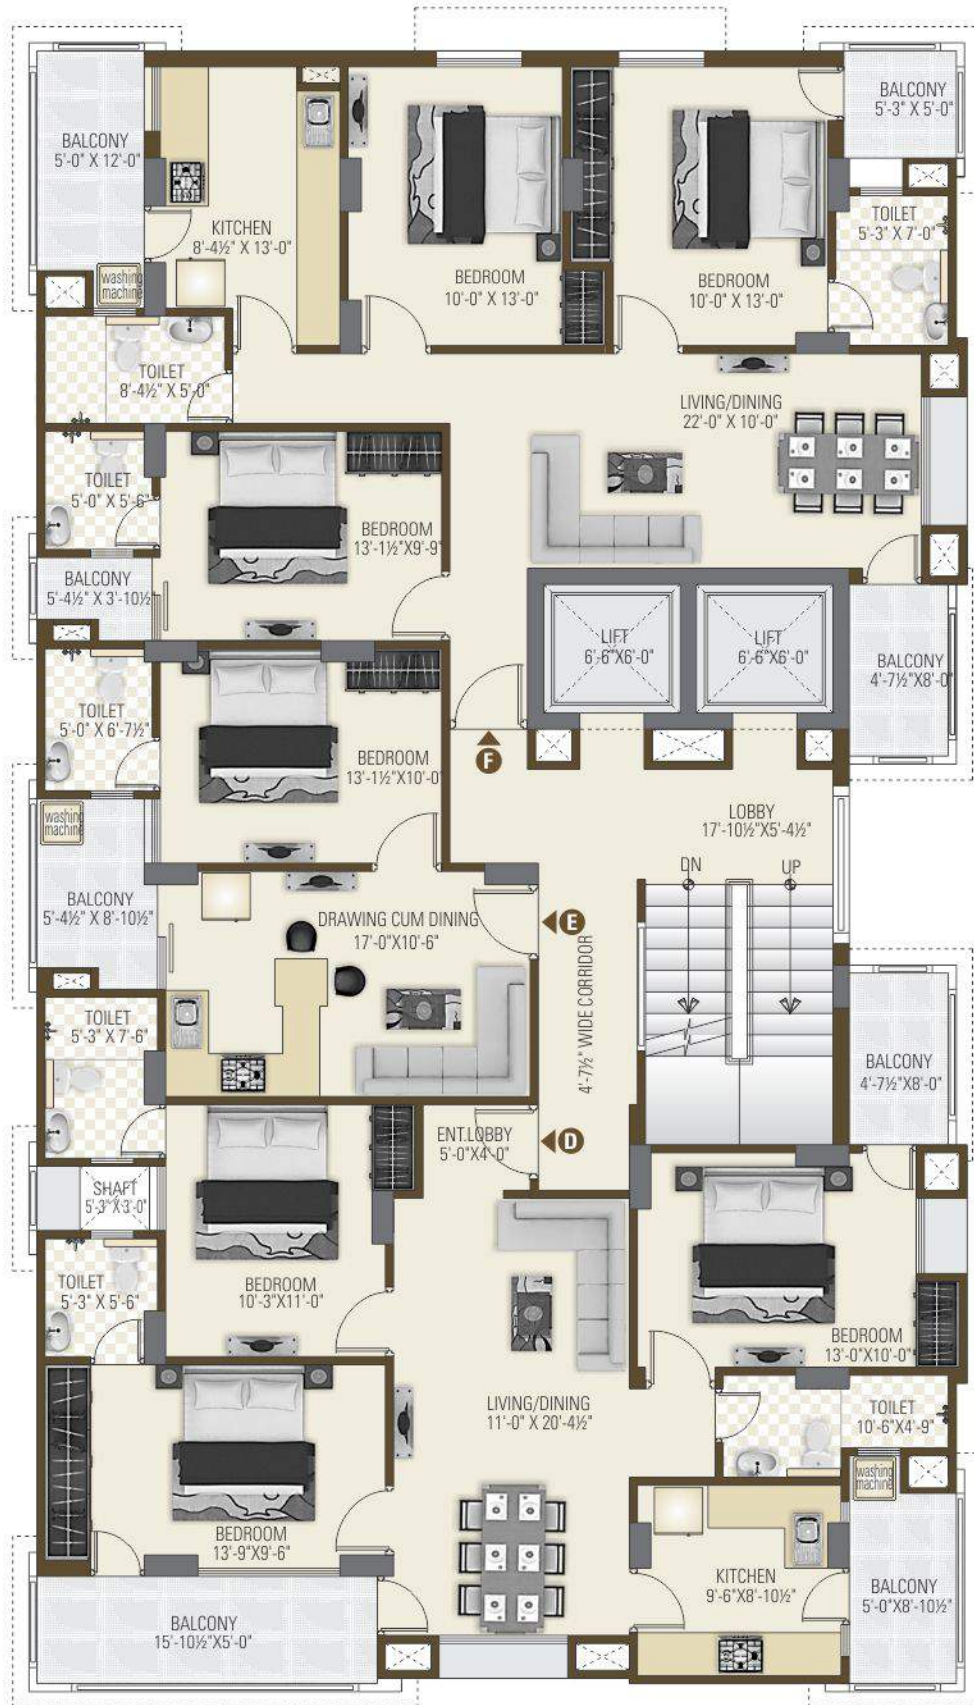 BALCONY
5'-0" X 12'-0"
KITCHEN
8'-4½" X 13'-0"
washing
machine
BEDROOM
10'-0" X 13'-0"
BEDROOM
10'-0" X 13'-0"
BALCONY
5'-3" X 5'-0"
TOILET
5'-3" X 7'-0"
TOILET
8'-4½" X 5'-0"
LIVING/DINING
22'-0" X 10'-0"
TOILET
5'-0" X 5'-6"
BEDROOM
13'-1½"X9'-9"
BALCONY
5'-4½" X 3'-10½"
LIFT
6'-6"X6'-0"
LIFT
6'-6"X6'-0"
BALCONY
4'-7½"X8'-0"
TOILET
5'-0" X 6'-7½"
BEDROOM
13'-1½"X10'-0"
F
washing
machine
LOBBY
17'-10½"X5'-4½"
DN
UP
BALCONY
5'-4½" X 8'-10½"
DRAWING CUM DINING
17'-0"X10'-6"
E
4'-7½" WIDE CORRIDOR
TOILET
5'-3" X 7'-6"
BALCONY
4'-7½"X8'-0"
ENT.LOBBY
5'-0"X4'-0"
D
SHAFT
5'-3"X3'-0"
BEDROOM
10'-3"X11'-0"
TOILET
5'-3" X 5'-6"
BEDROOM
13'-0"X10'-0"
LIVING/DINING
11'-0" X 20'-4½"
TOILET
10'-6"X4'-9"
washing
machine
BEDROOM
13'-9"X9'-6"
KITCHEN
9'-6"X8'-10½"
BALCONY
5'-0"X8'-10½"
BALCONY
15'-10½"X5'-0"